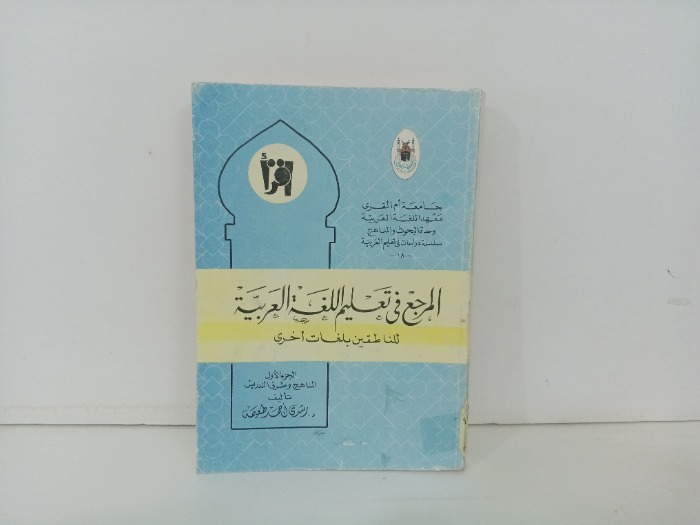 اقرأ
جامعة أم القرى
معهد اللغة العربية
وحدة البحوث والمناهج
سلسلة دراسات في تعليم العربية
-١٨-
المرجع في تعليم اللغة العربية
للناطقين بلغات أخرى
الجزء الأول
المناهج وطرق التدريس
تأليف
د. رشدي أحمد طعيمة